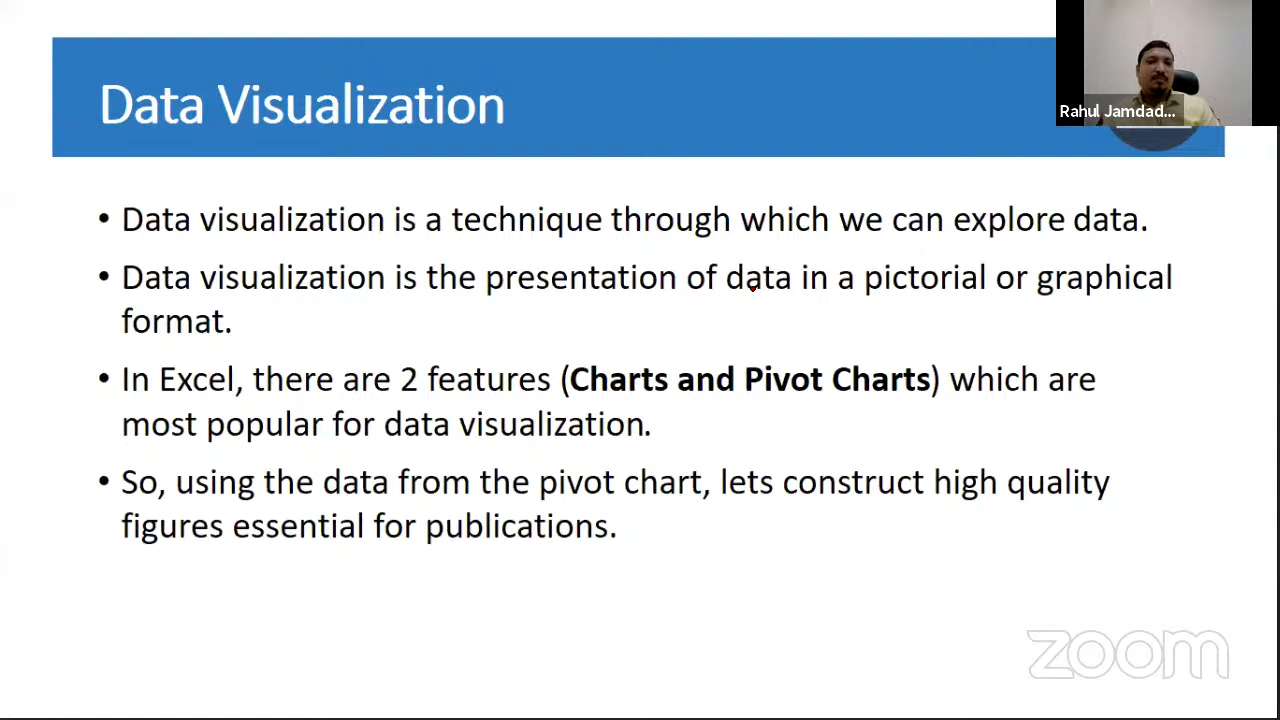 Data Visualization
Rahul Jamdad...
• Data visualization is a technique through which we can explore data.
• Data visualization is the presentation of data in a pictorial or graphical
format.
• In Excel, there are 2 features (Charts and Pivot Charts) which are
most popular for data visualization.
• So, using the data from the pivot chart, lets construct high quality
figures essential for publications.
zoom